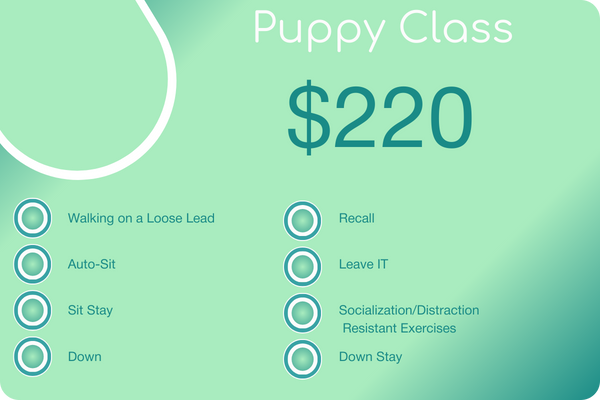 Puppy Class
$220
Walking on a Loose Lead
Auto-Sit
Sit Stay
Down
Recall
Leave IT
Socialization/Distraction
Resistant Exercises
Down Stay